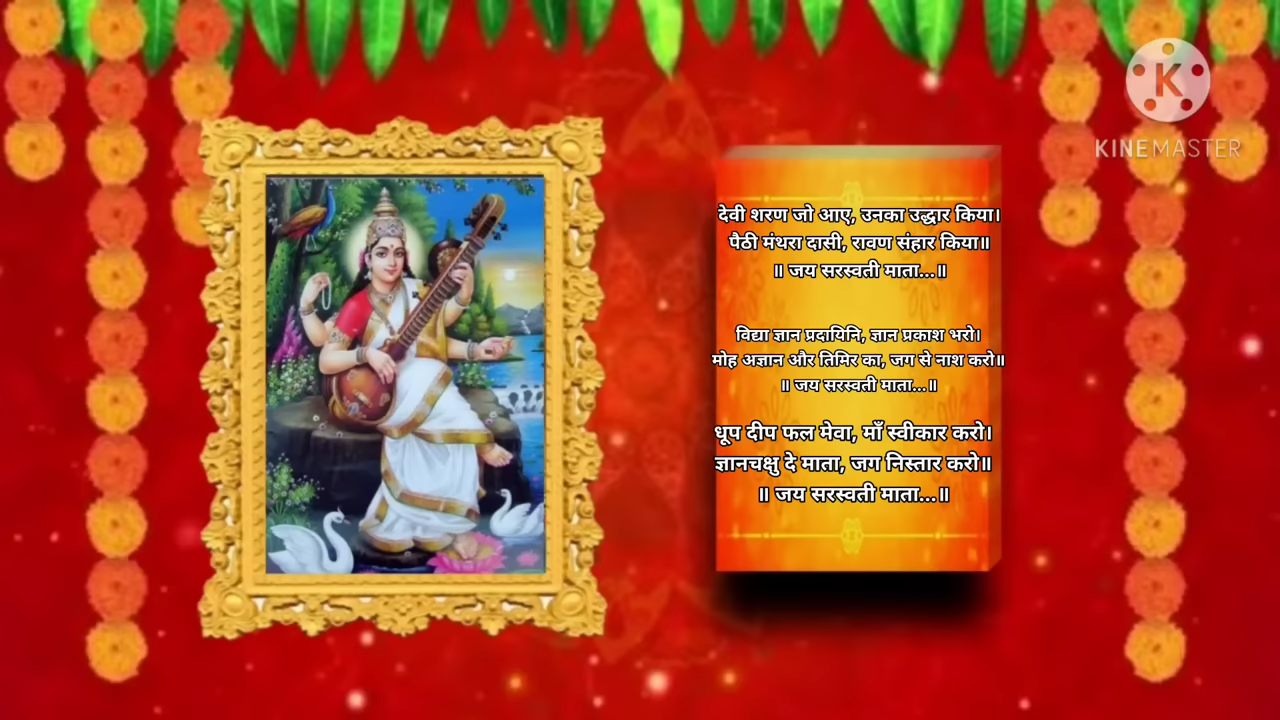 देवी शरण जो आए, उनका उद्धार किया।
पैठी मंथरा दासी, रावण संहार किया॥
॥ जय सरस्वती माता...॥
विद्या ज्ञान प्रदायिनि, ज्ञान प्रकाश भरो।
मोह अज्ञान और तिमिर का, जग से नाश करो॥
॥ जय सरस्वती माता...॥
धूप दीप फल मेवा, माँ स्वीकार करो।
ज्ञानचक्षु दे माता, जग निस्तार करो॥
॥ जय सरस्वती माता...॥
K
KINEMASTER